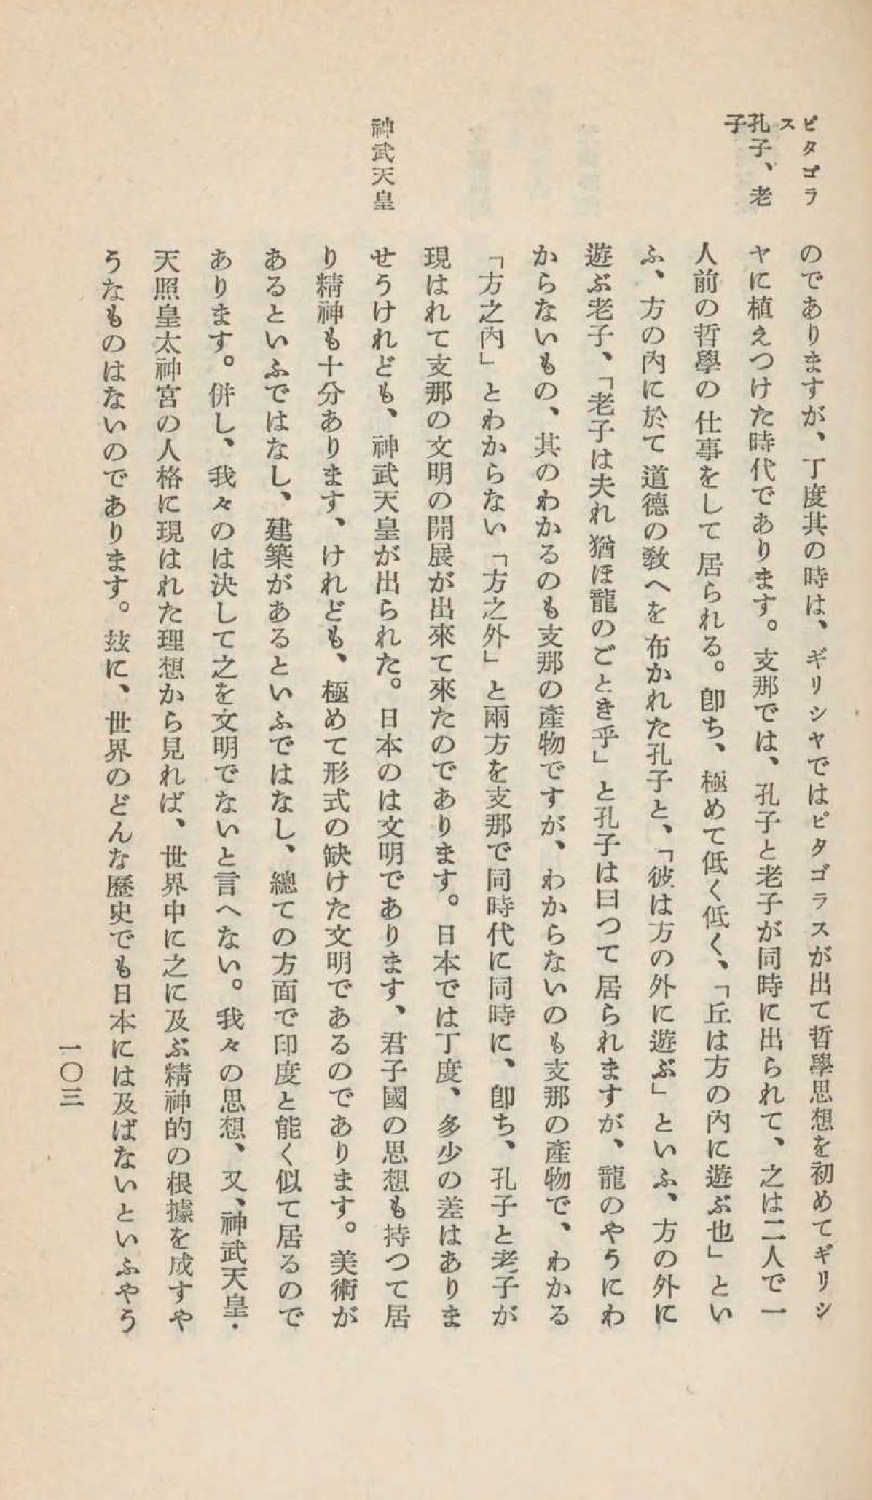 ピタゴラ
ス
孔子、老
子
神武天皇
のでありますが、丁度其の時は、ギリシヤではピタゴラスが出て哲學思想を初めてギリシ
ヤに植えつけた時代であります。支那では、孔子と老子が同時に出られて、之は二人で一
人前の哲學の仕事をして居られる。卽ち、極めて低く低く、「丘は方の內に遊ぶ也」とい
ふ、方の內に於て道德の敎へを布かれた孔子と、「彼は方の外に遊ぶ」といふ、方の外に
遊ぶ老子、「老子は夫れ猶ほ龍のごとき乎」と孔子は曰つて居られますが、龍のやうにわ
からないもの、其のわかるのも支那の產物ですが、わからないのも支那の產物で、わかる
「方之內」とわからない「方之外」と兩方を支那で同時代に同時に、卽ち、孔子と老子が
現はれて支那の文明の開展が出來て來たのであります。日本では丁度、多少の差はありま
せうけれども、神武天皇が出られた。日本のは文明であります、君子國の思想も持つて居
り精神も十分あります、けれども、極めて形式の缺けた文明であるのであります。美術が
あるといふではなし、建築があるといふではなし、總ての方面で印度と能く似て居るので
あります。併し、我々のは決して之を文明でないと言へない。我々の思想、又、神武天皇・
天照皇太神宮の人格に現はれた理想から見れば、世界中に之に及ぶ精神的の根據を成すや
うなものはないのであります。玆に、世界のどんな歷史でも日本には及ばないといふやう
一〇三